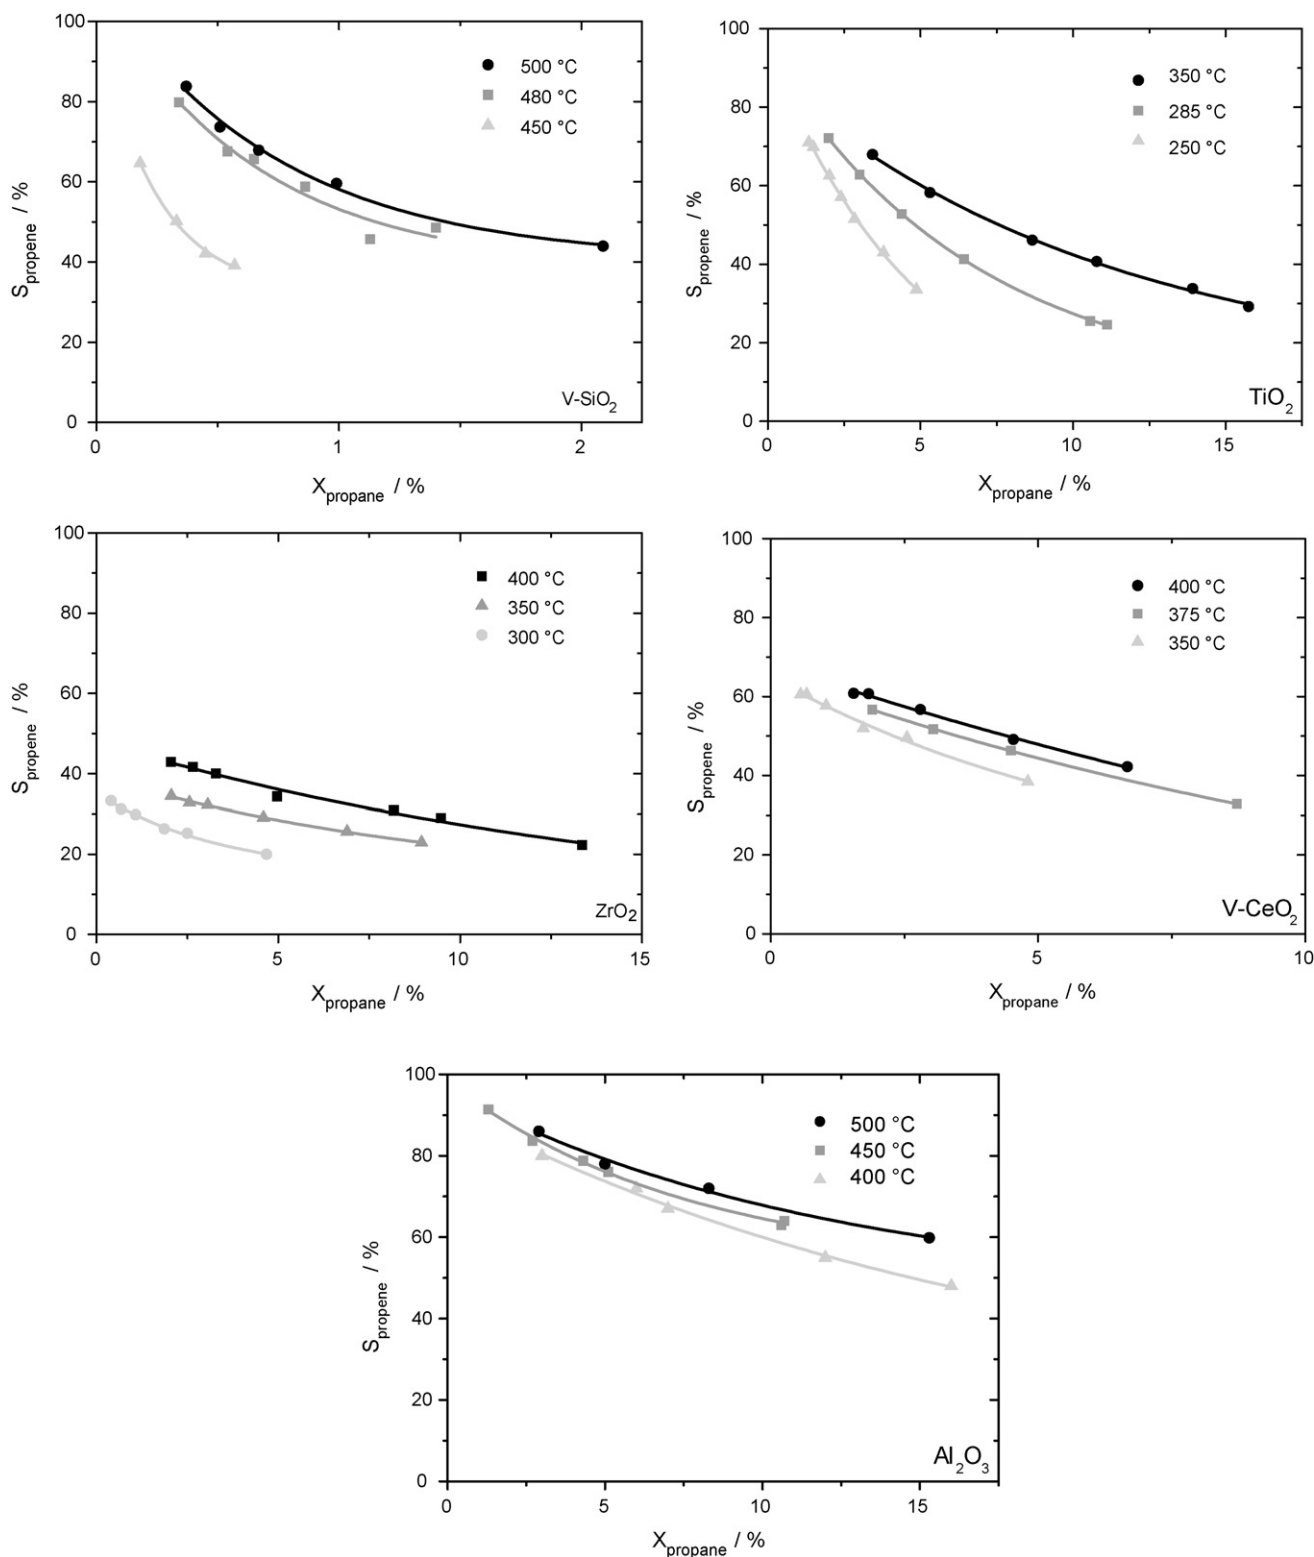 100
80
60
40
20
0
S_propene / %
500 °C
480 °C
450 °C
V-SiO₂
0 1 2
X_propane / %
100
80
60
40
20
0
S_propene / %
350 °C
285 °C
250 °C
TiO₂
0 5 10 15
X_propane / %
100
80
60
40
20
0
S_propene / %
400 °C
350 °C
300 °C
ZrO₂
0 5 10 15
X_propane / %
100
80
60
40
20
0
S_propene / %
400 °C
375 °C
350 °C
V-CeO₂
0 5 10
X_propane / %
100
80
60
40
20
0
S_propene / %
500 °C
450 °C
400 °C
Al₂O₃
0 5 10 15
X_propane / %